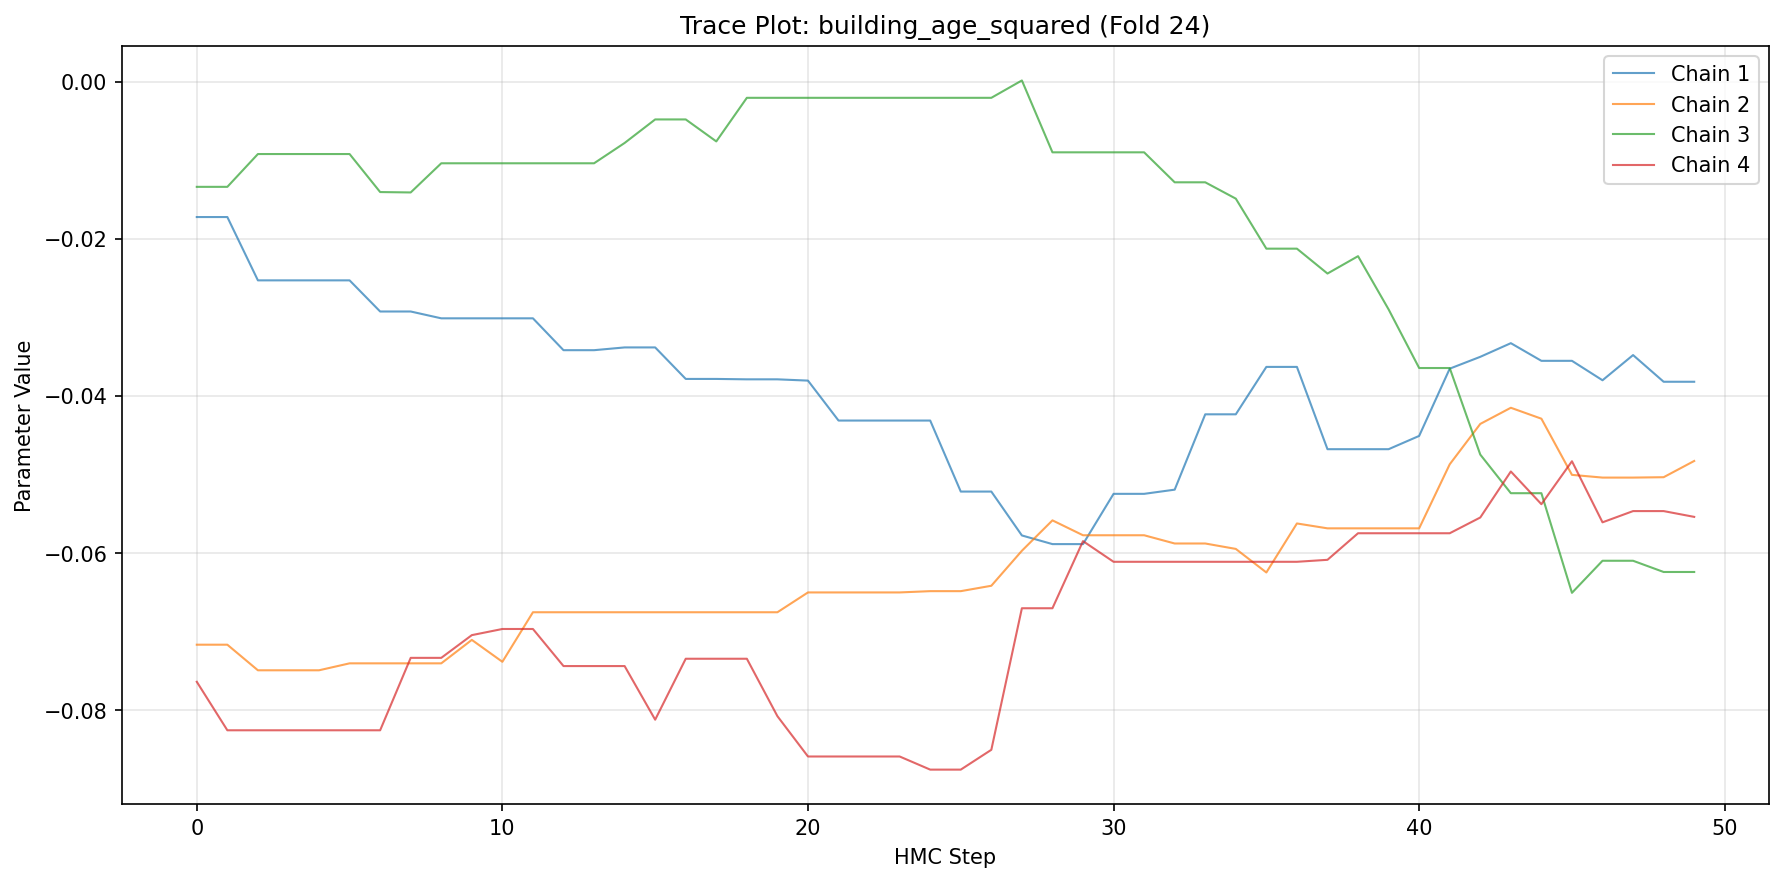 Trace Plot: building_age_squared (Fold 24)
Chain 1
Chain 2
Chain 3
Chain 4
Parameter Value
0.00
−0.02
−0.04
−0.06
−0.08
0 10 20 30 40 50
HMC Step